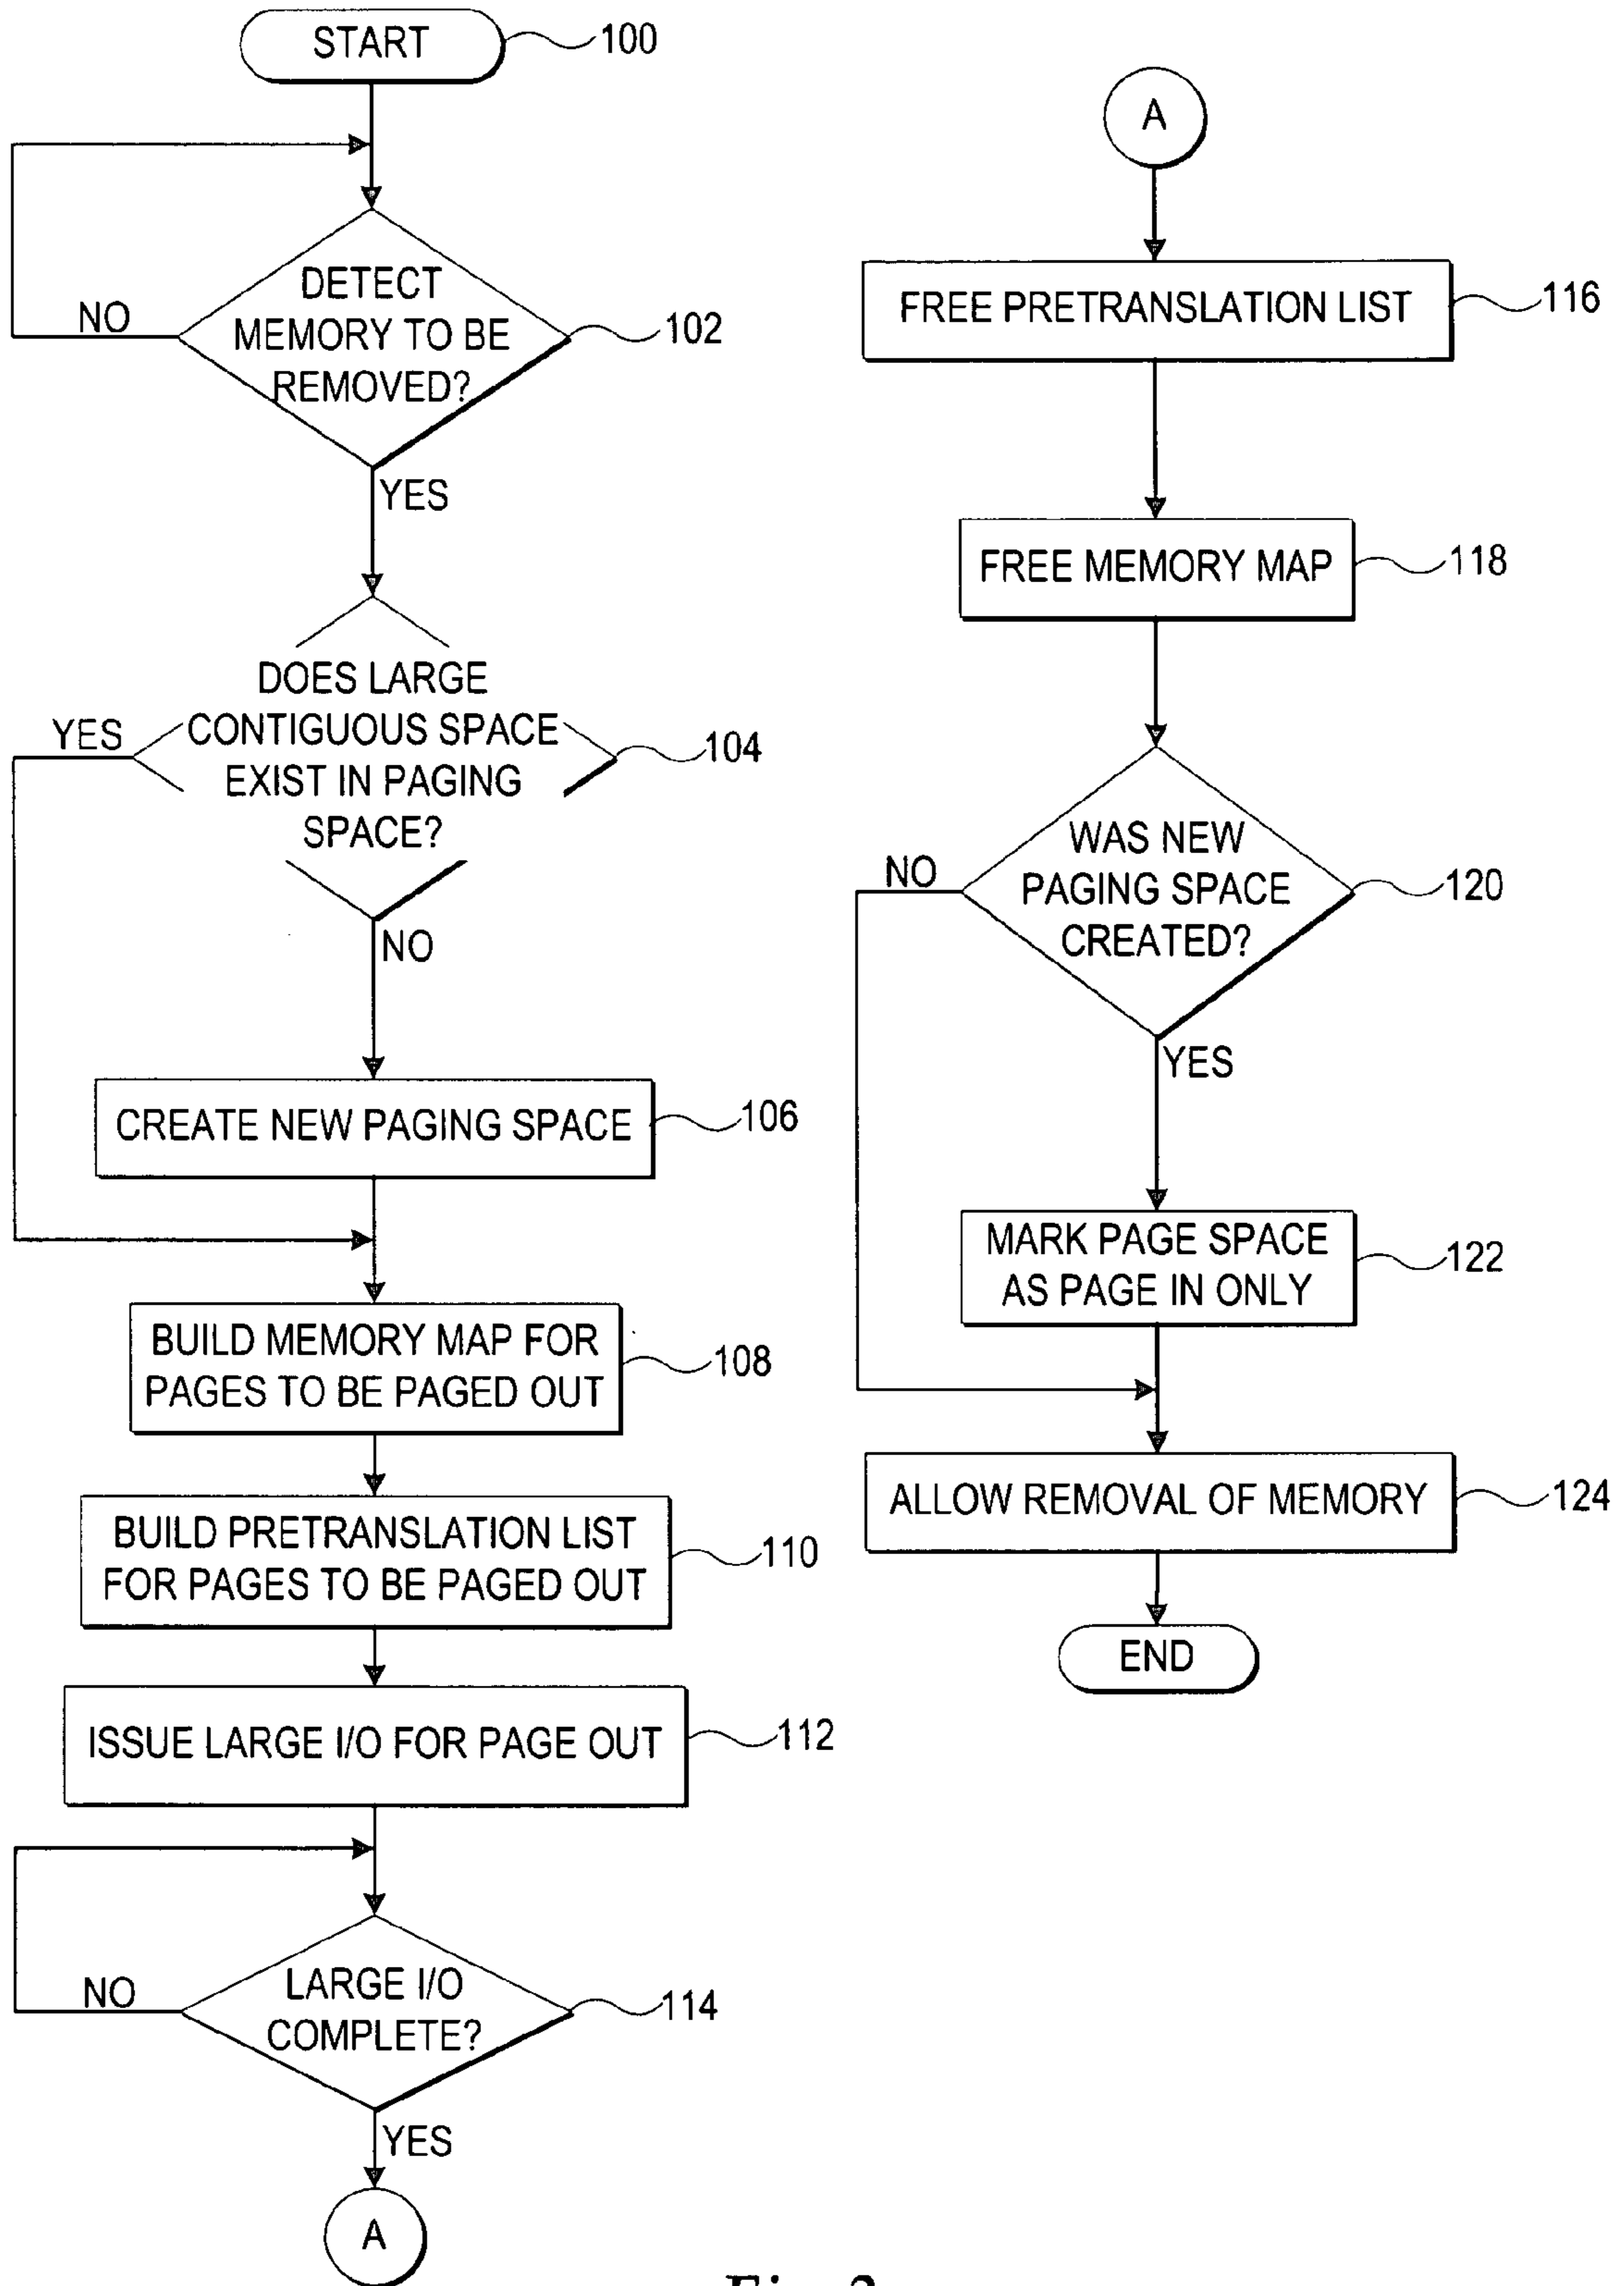 START
100
DETECT
MEMORY TO BE
REMOVED?
102
NO
YES
DOES LARGE
CONTIGUOUS SPACE
EXIST IN PAGING
SPACE?
104
YES
NO
CREATE NEW PAGING SPACE
106
BUILD MEMORY MAP FOR
PAGES TO BE PAGED OUT
108
BUILD PRETRANSLATION LIST
FOR PAGES TO BE PAGED OUT
110
ISSUE LARGE I/O FOR PAGE OUT
112
LARGE I/O
COMPLETE?
114
NO
YES
A
A
FREE PRETRANSLATION LIST
116
FREE MEMORY MAP
118
WAS NEW
PAGING SPACE
CREATED?
120
NO
YES
MARK PAGE SPACE
AS PAGE IN ONLY
122
ALLOW REMOVAL OF MEMORY
124
END